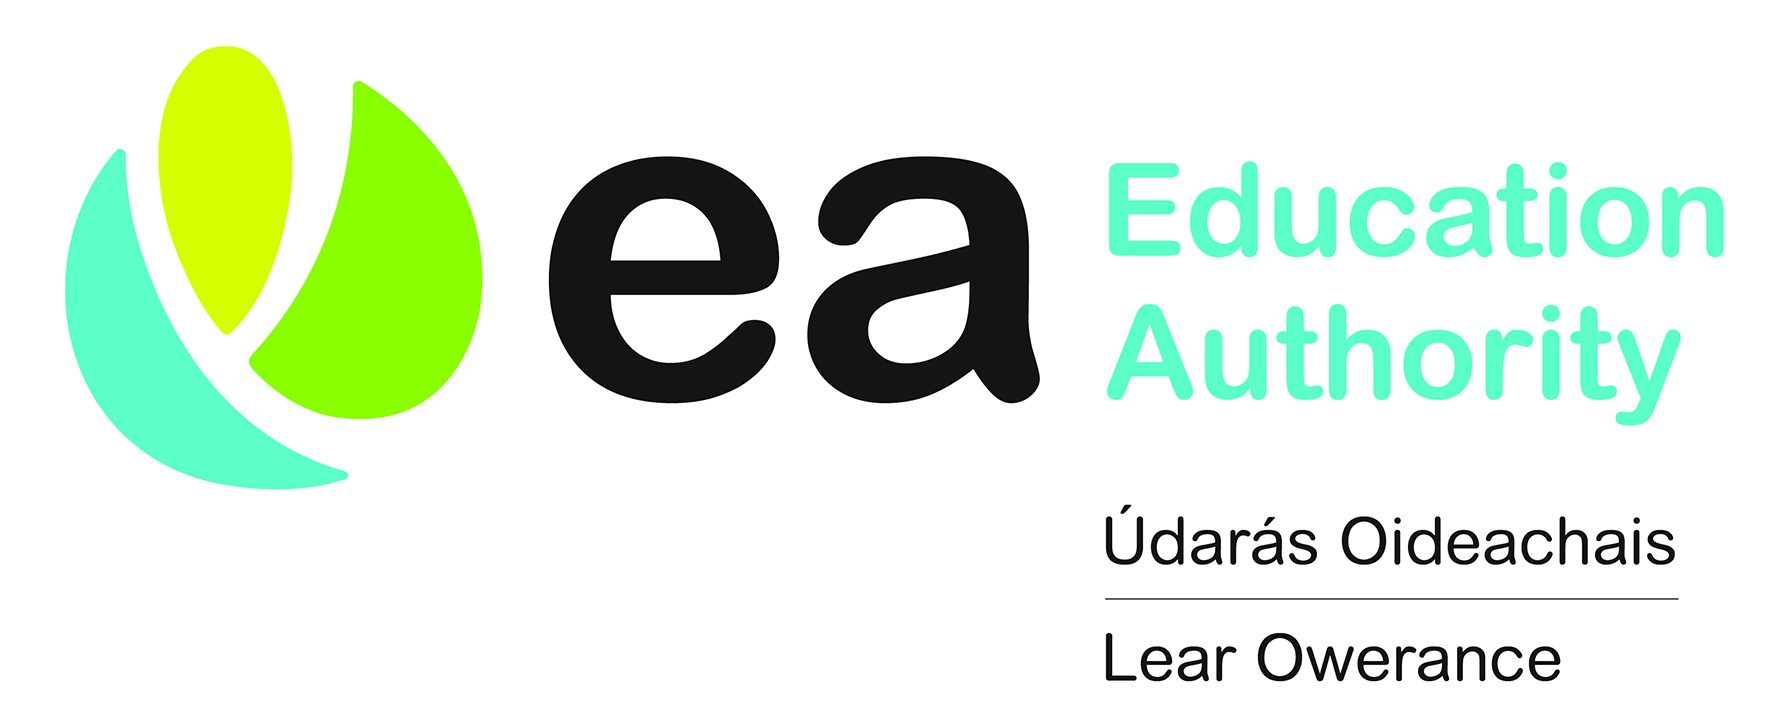 ea
Education
Authority
Údarás Oideachais
Lear Owerance